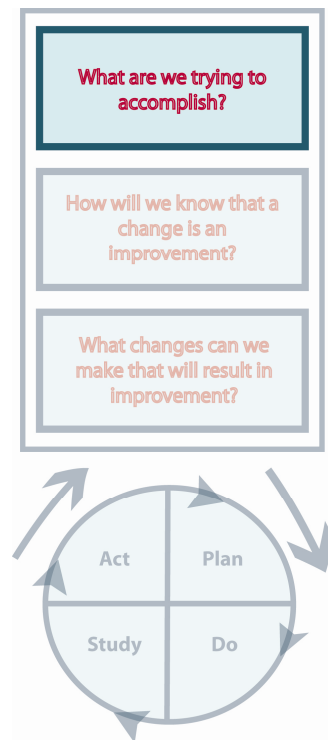 What are we trying to
accomplish?
How will we know that a
change is an
improvement?
What changes can we
make that will result in
improvement?
Act
Plan
Study
Do